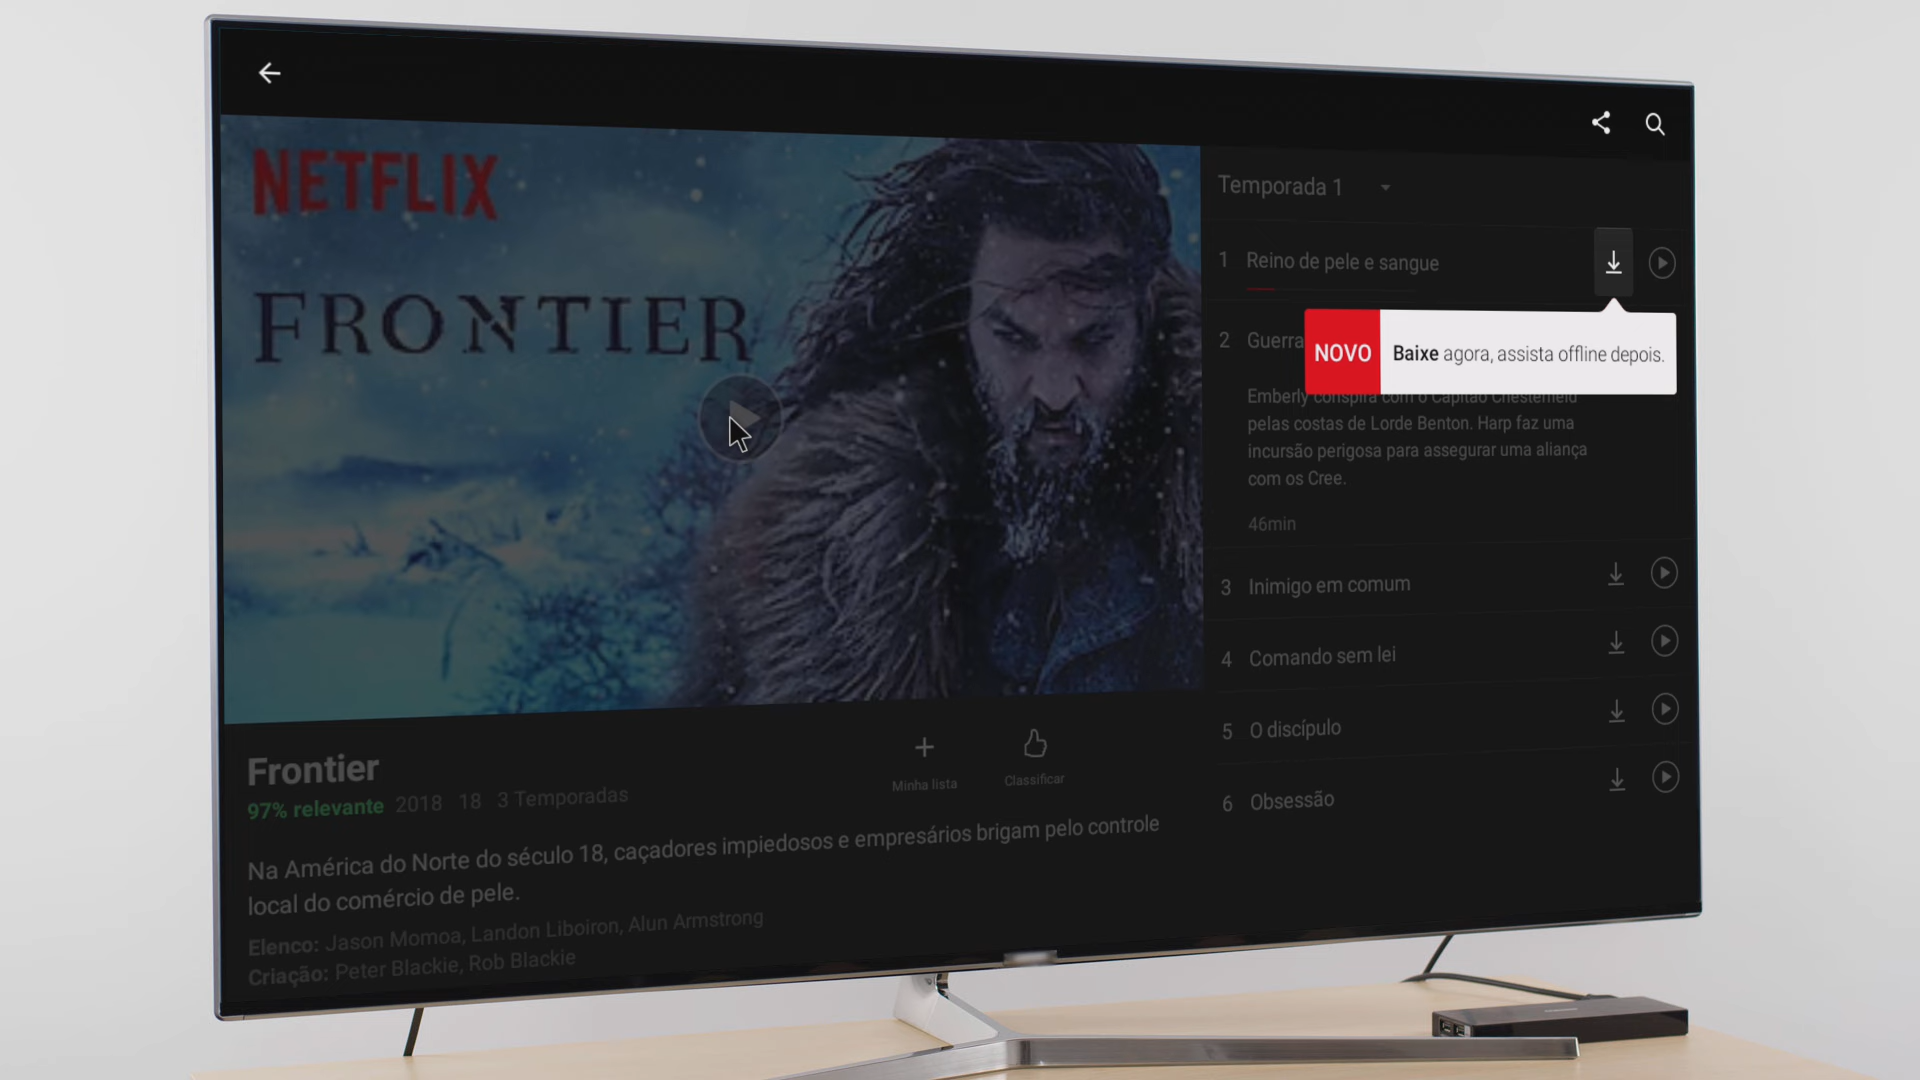 NETFLIX
FRONTIER
Temporada 1
1 Reino de pele e sangue
2 Guerra
NOVO Baixe agora, assista offline depois.
Emberly conspira com o Capitão Chesterfield
pelas costas de Lorde Benton. Harp faz uma
incursão perigosa para assegurar uma aliança
com os Cree.
46min
3 Inimigo em comum
4 Comando sem lei
5 O discípulo
6 Obsessão
Frontier
97% relevante 2018 18 3 Temporadas
Minha lista
Classificar
Na América do Norte do século 18, caçadores impiedosos e empresários brigam pelo controle
local do comércio de pele.
Elenco: Jason Momoa, Landon Liboiron, Alun Armstrong
Criação: Peter Blackie, Rob Blackie